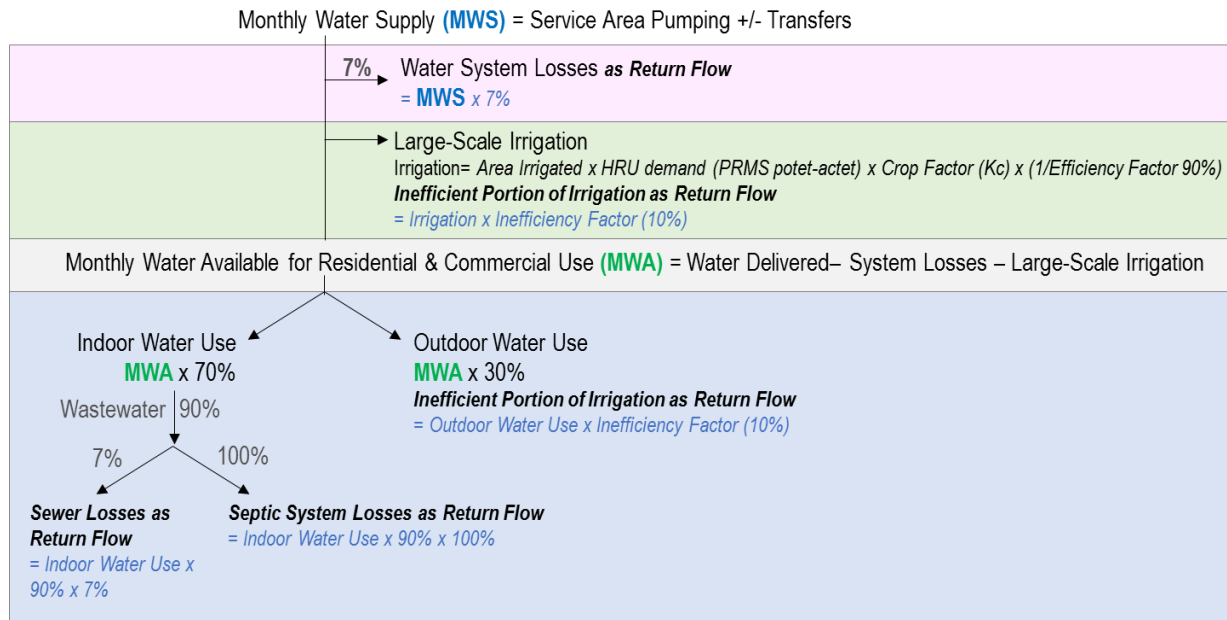 Monthly Water Supply (MWS) = Service Area Pumping +/- Transfers
7%
Water System Losses as Return Flow
= MWS x 7%
Large-Scale Irrigation
Irrigation= Area Irrigated x HRU demand (PRMS potet-actet) x Crop Factor (Kc) x (1/Efficiency Factor 90%)
Inefficient Portion of Irrigation as Return Flow
= Irrigation x Inefficiency Factor (10%)
Monthly Water Available for Residential & Commercial Use (MWA) = Water Delivered– System Losses – Large-Scale Irrigation
Indoor Water Use
MWA x 70%
Outdoor Water Use
MWA x 30%
Inefficient Portion of Irrigation as Return Flow
= Outdoor Water Use x Inefficiency Factor (10%)
Wastewater
90%
7%
100%
Sewer Losses as
Return Flow
= Indoor Water Use x
90% x 7%
Septic System Losses as Return Flow
= Indoor Water Use x 90% x 100%